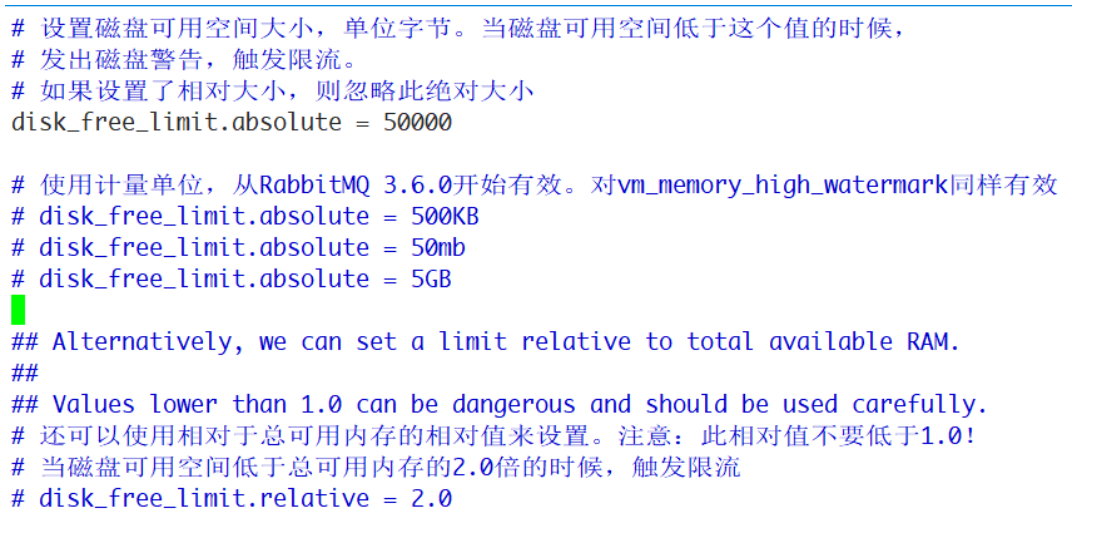 # 设置磁盘可用空间大小，单位字节。当磁盘可用空间低于这个值的时候，
# 发出磁盘警告，触发限流。
# 如果设置了相对大小，则忽略此绝对大小
disk_free_limit.absolute = 50000
# 使用计量单位，从RabbitMQ 3.6.0开始有效。对vm_memory_high_watermark同样有效
# disk_free_limit.absolute = 500KB
# disk_free_limit.absolute = 50mb
# disk_free_limit.absolute = 5GB
## Alternatively, we can set a limit relative to total available RAM.
##
## Values lower than 1.0 can be dangerous and should be used carefully.
# 还可以使用相对于总可用内存的相对值来设置。注意：此相对值不要低于1.0！
# 当磁盘可用空间低于总可用内存的2.0倍的时候，触发限流
# disk_free_limit.relative = 2.0